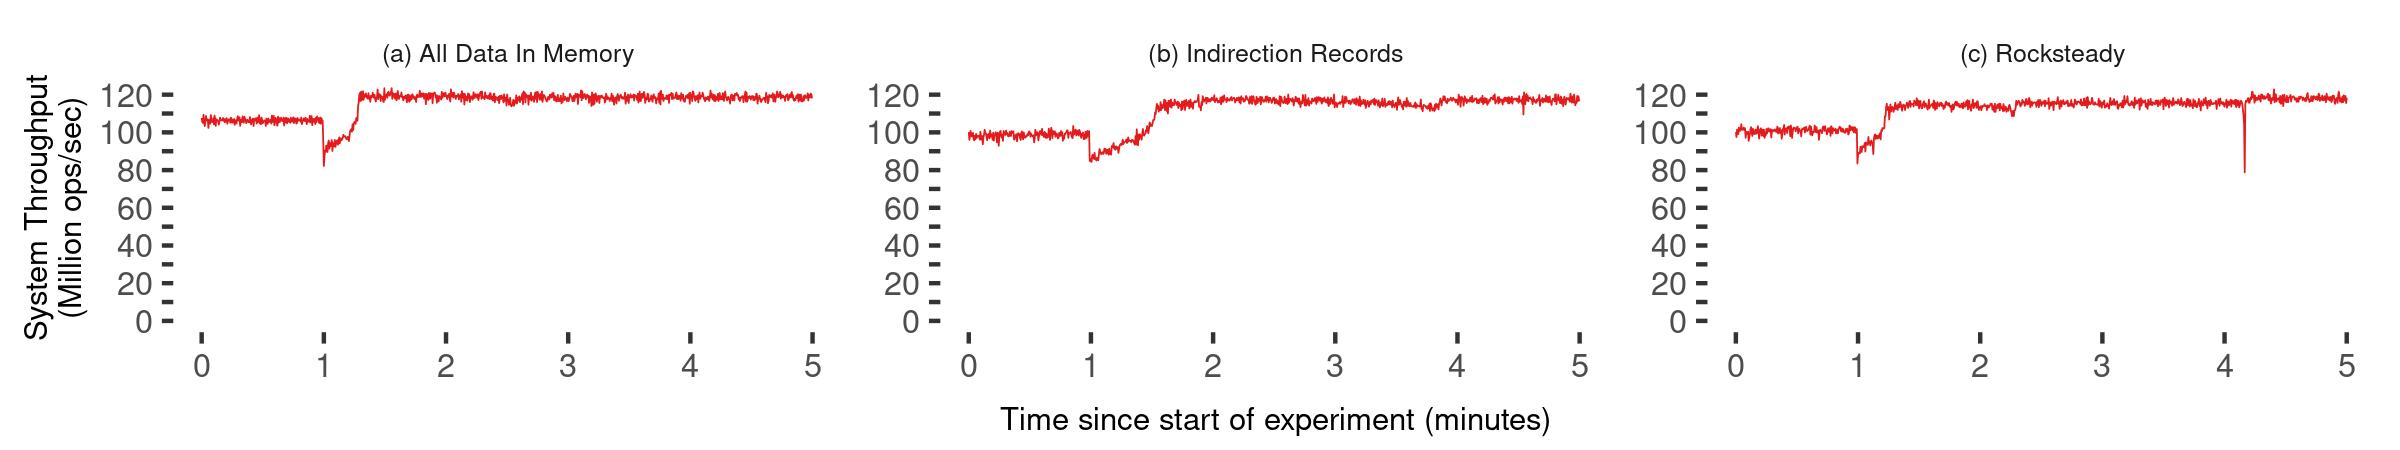 (a) All Data In Memory
(b) Indirection Records
(c) Rocksteady
System Throughput
(Million ops/sec)
120
100
80
60
40
20
0
0 1 2 3 4 5
120
100
80
60
40
20
0
0 1 2 3 4 5
120
100
80
60
40
20
0
0 1 2 3 4 5
Time since start of experiment (minutes)